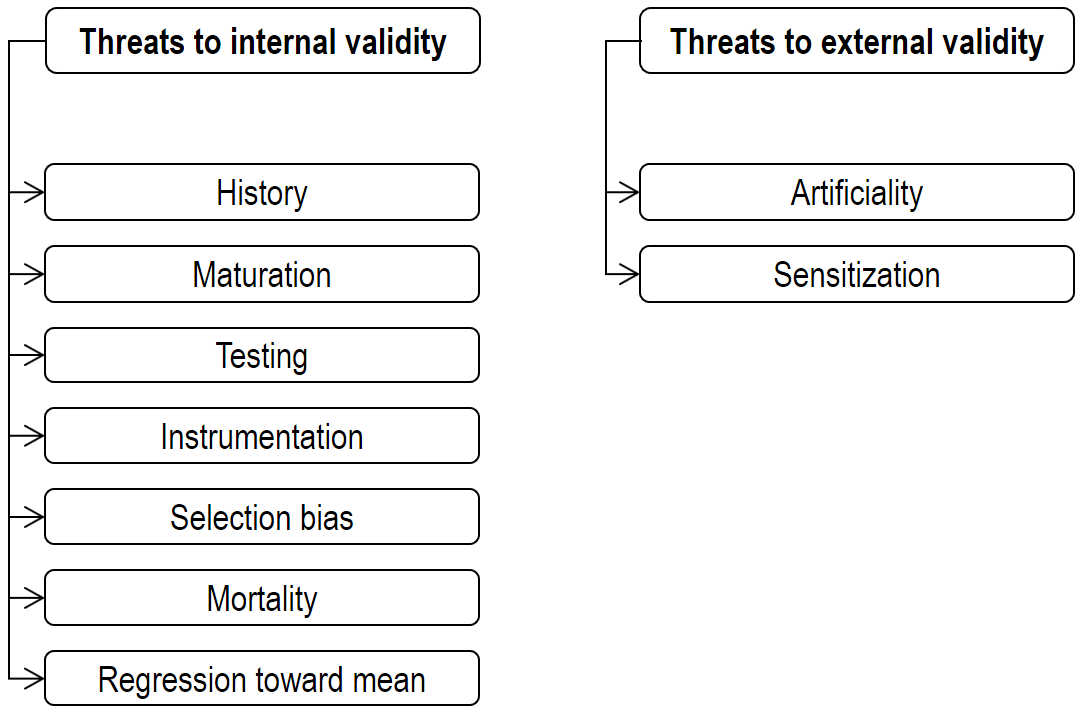 Threats to internal validity
History
Maturation
Testing
Instrumentation
Selection bias
Mortality
Regression toward mean
Threats to external validity
Artificiality
Sensitization